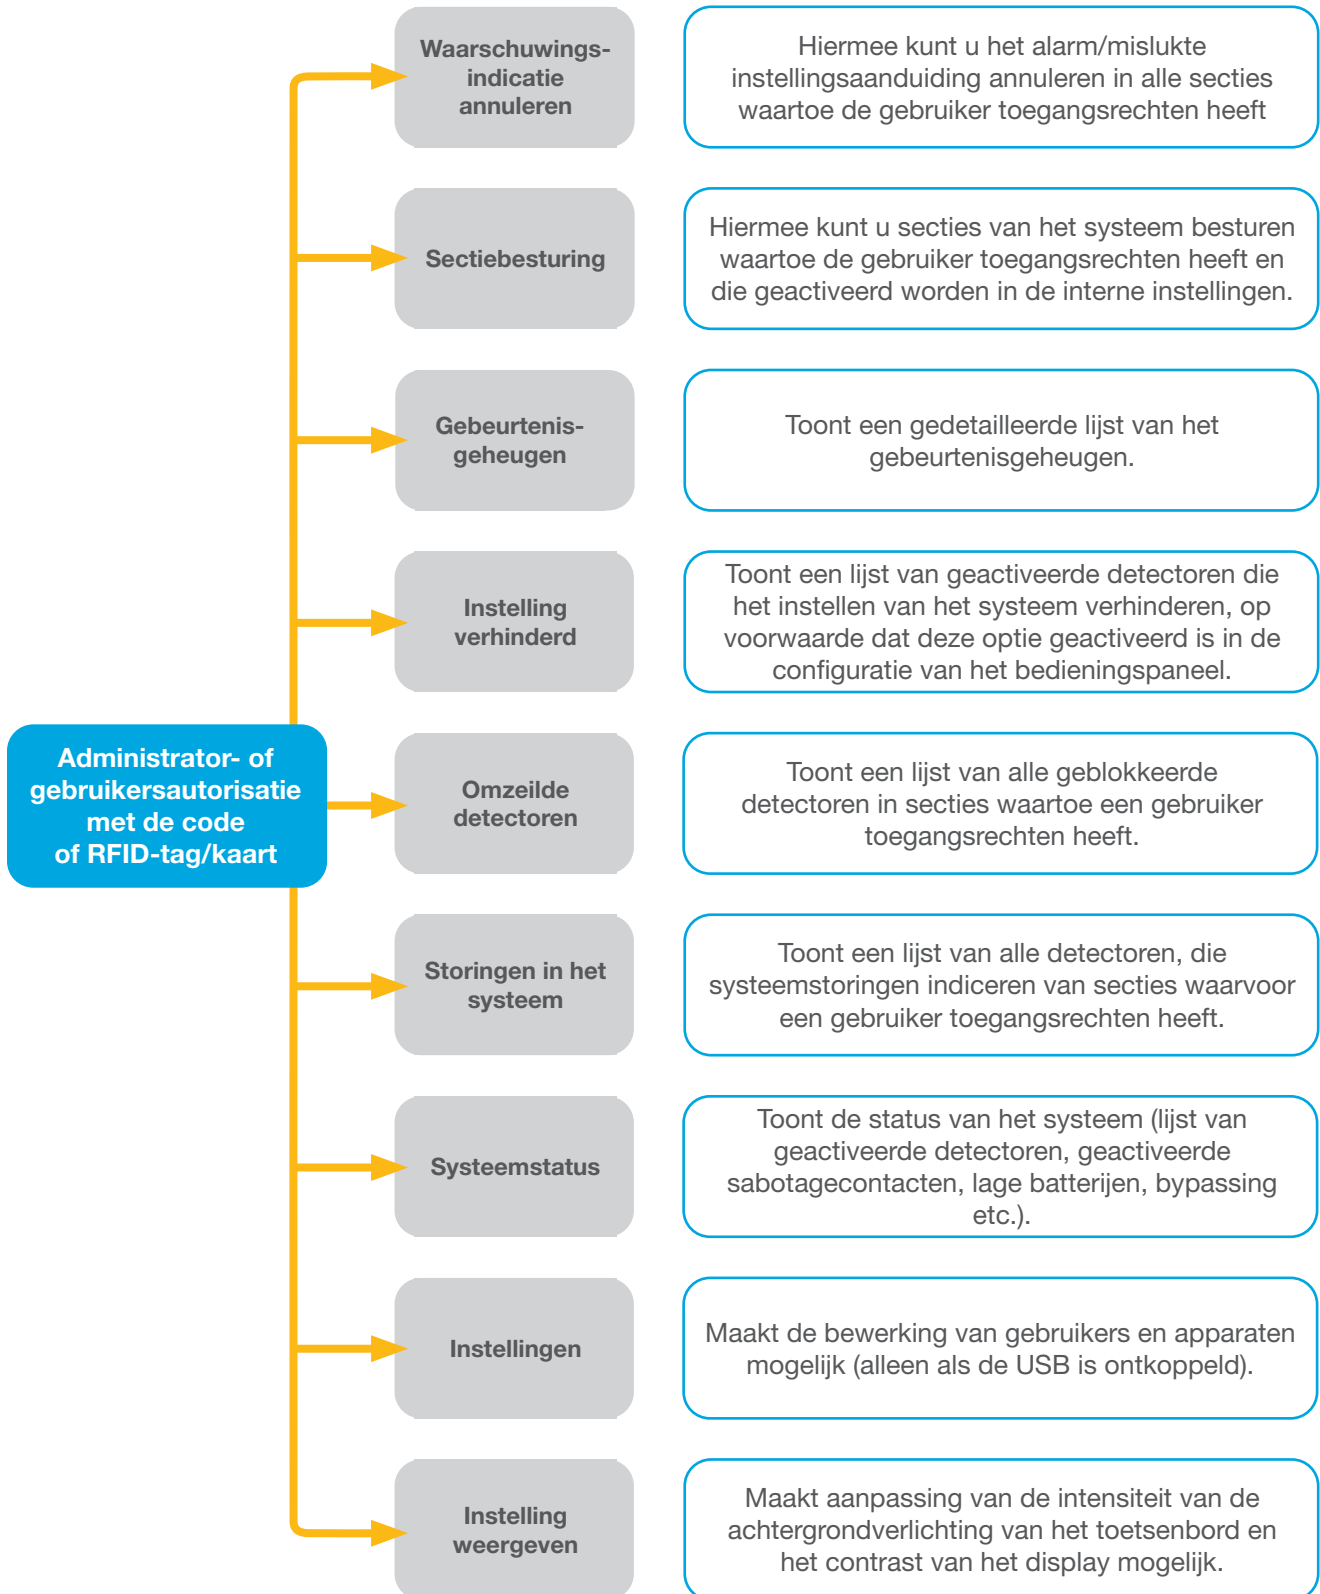 Waarschuwings-
indicatie
annuleren
Hiermee kunt u het alarm/mislukte
instellingsaanduiding annuleren in alle secties
waartoe de gebruiker toegangsrechten heeft
Sectiebesturing
Hiermee kunt u secties van het systeem besturen
waartoe de gebruiker toegangsrechten heeft en
die geactiveerd worden in de interne instellingen.
Gebeurtenis-
geheugen
Toont een gedetailleerde lijst van het
gebeurtenisgeheugen.
Instelling
verhinderd
Toont een lijst van geactiveerde detectoren die
het instellen van het systeem verhinderen, op
voorwaarde dat deze optie geactiveerd is in de
configuratie van het bedieningspaneel.
Administrator- of
gebruikersautorisatie
met de code
of RFID-tag/kaart
Omzeilde
detectoren
Toont een lijst van alle geblokkeerde
detectoren in secties waartoe een gebruiker
toegangsrechten heeft.
Storingen in het
systeem
Toont een lijst van alle detectoren, die
systeemstoringen indiceren van secties waarvoor
een gebruiker toegangsrechten heeft.
Systeemstatus
Toont de status van het systeem (lijst van
geactiveerde detectoren, geactiveerde
sabotagecontacten, lage batterijen, bypassing
etc.).
Instellingen
Maakt de bewerking van gebruikers en apparaten
mogelijk (alleen als de USB is ontkoppeld).
Instelling
weergeven
Maakt aanpassing van de intensiteit van de
achtergrondverlichting van het toetsenbord en
het contrast van het display mogelijk.